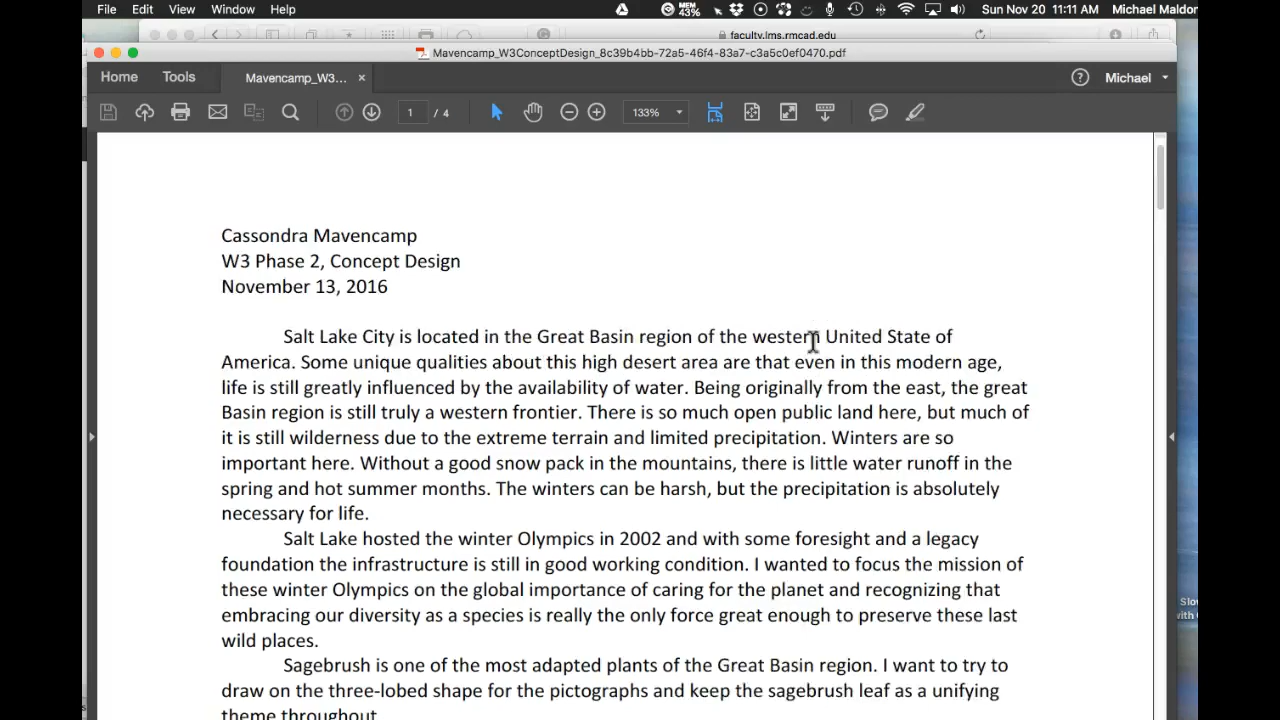 File Edit View Window Help MEM 43% Sun Nov 20 11:11 AM Michael Maldon
faculty.lms.rmcad.edu
Mavencamp_W3ConceptDesign_8c39b4bb-72a5-46f4-83a7-c3a5c0ef0470.pdf
Home Tools Mavencamp_W3... × Michael
1 / 4 133%
Cassondra Mavencamp
W3 Phase 2, Concept Design
November 13, 2016
Salt Lake City is located in the Great Basin region of the western United State of
America. Some unique qualities about this high desert area are that even in this modern age,
life is still greatly influenced by the availability of water. Being originally from the east, the great
Basin region is still truly a western frontier. There is so much open public land here, but much of
it is still wilderness due to the extreme terrain and limited precipitation. Winters are so
important here. Without a good snow pack in the mountains, there is little water runoff in the
spring and hot summer months. The winters can be harsh, but the precipitation is absolutely
necessary for life.
Salt Lake hosted the winter Olympics in 2002 and with some foresight and a legacy
foundation the infrastructure is still in good working condition. I wanted to focus the mission of
these winter Olympics on the global importance of caring for the planet and recognizing that
embracing our diversity as a species is really the only force great enough to preserve these last
wild places.
Sagebrush is one of the most adapted plants of the Great Basin region. I want to try to
draw on the three-lobed shape for the pictographs and keep the sagebrush leaf as a unifying
theme throughout.
Slo
with